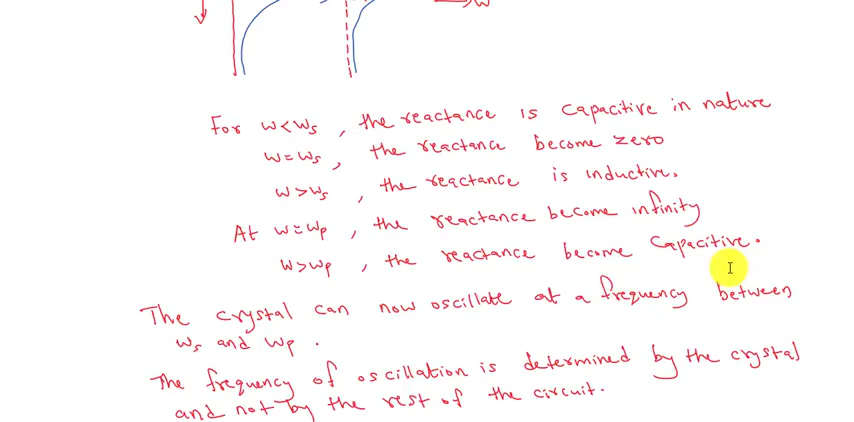 w
For w < ws , the reactance is capacitive in nature
w = ws , the reactance become zero
w > ws , the reactance is inductive.
At w = wp , the reactance become infinity
w > wp , the reactance become capacitive.
The crystal can now oscillate at a frequency between
ws and wp .
The frequency of oscillation is determined by the crystal
and not by the rest of the circuit.